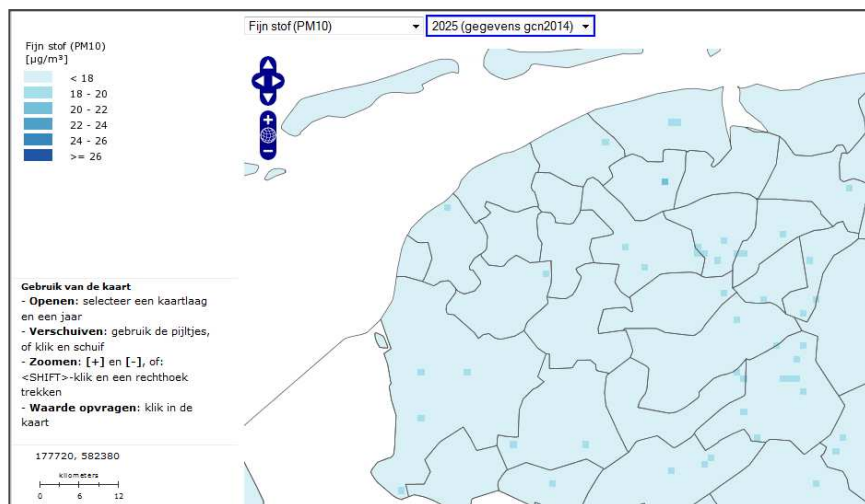 Fijn stof (PM10)
2025 (gegevens gcn2014)
Fijn stof (PM10)
[µg/m³]
< 18
18 - 20
20 - 22
22 - 24
24 - 26
>= 26
Gebruik van de kaart
- Openen: selecteer een kaartlaag
en een jaar
- Verschuiven: gebruik de pijltjes,
of klik en schuif
- Zoomen: [+] en [-], of:
<SHIFT>-klik en een rechthoek
trekken
- Waarde opvragen: klik in de
kaart
177720, 582380
kilometers
0 6 12